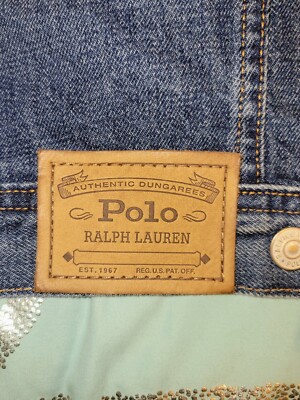 AUTHENTIC DUNGAREES
Polo
RALPH LAUREN
EST. 1967 REG. U.S. PAT. OFF.